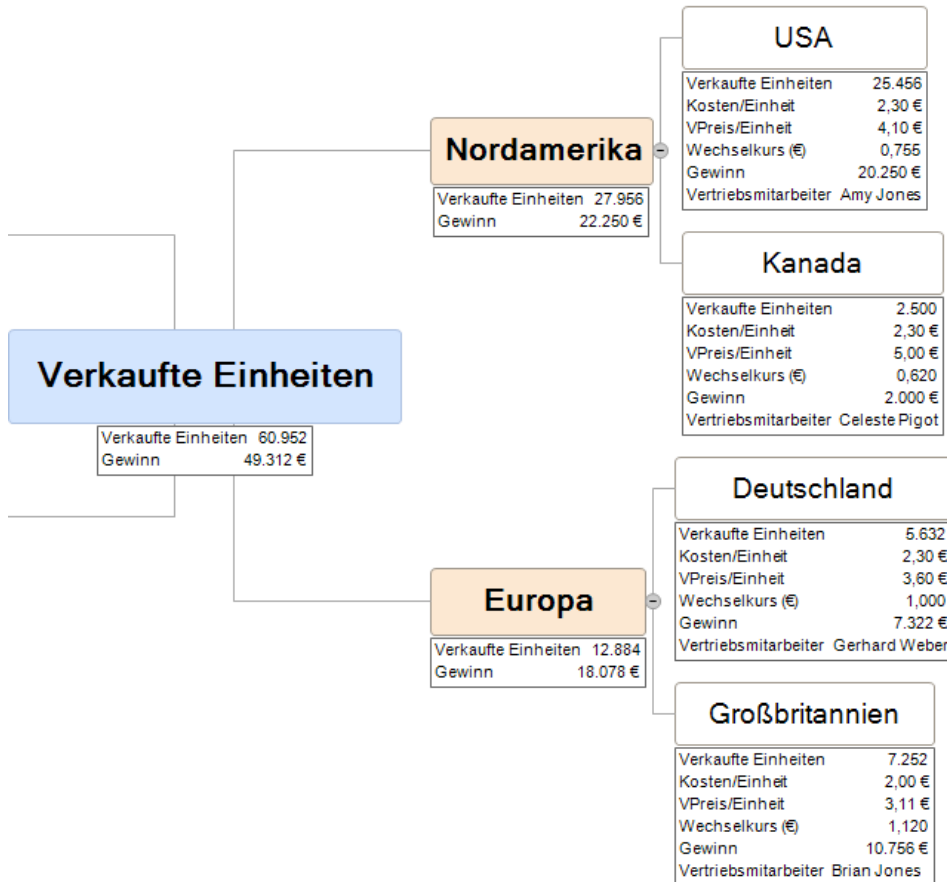 USA
Verkaufte Einheiten 25.456
Kosten/Einheit 2,30 €
VPreis/Einheit 4,10 €
Wechselkurs (€) 0,755
Gewinn 20.250 €
Vertriebsmitarbeiter Amy Jones
Nordamerika
Verkaufte Einheiten 27.956
Gewinn 22.250 €
Kanada
Verkaufte Einheiten 2.500
Kosten/Einheit 2,30 €
VPreis/Einheit 5,00 €
Wechselkurs (€) 0,620
Gewinn 2.000 €
Vertriebsmitarbeiter Celeste Pigot
Verkaufte Einheiten
Verkaufte Einheiten 60.952
Gewinn 49.312 €
Deutschland
Verkaufte Einheiten 5.632
Kosten/Einheit 2,30 €
VPreis/Einheit 3,60 €
Wechselkurs (€) 1,000
Gewinn 7.322 €
Vertriebsmitarbeiter Gerhard Weber
Europa
Verkaufte Einheiten 12.884
Gewinn 18.078 €
Großbritannien
Verkaufte Einheiten 7.252
Kosten/Einheit 2,00 €
VPreis/Einheit 3,11 €
Wechselkurs (€) 1,120
Gewinn 10.756 €
Vertriebsmitarbeiter Brian Jones